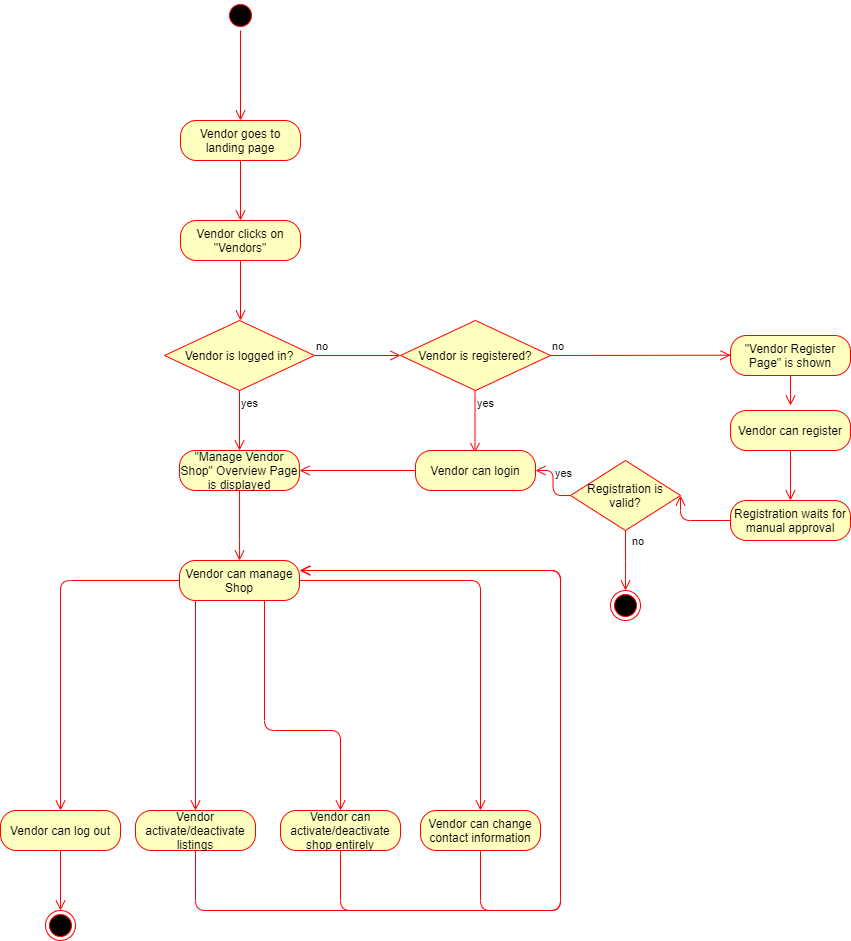 Vendor goes to
landing page
Vendor clicks on
"Vendors"
Vendor is logged in?
no
Vendor is registered?
no
"Vendor Register
Page" is shown
yes
yes
Vendor can register
"Manage Vendor
Shop" Overview Page
is displayed
Vendor can login
yes
Registration is
valid?
Registration waits for
manual approval
no
Vendor can manage
Shop
Vendor can log out
Vendor
activate/deactivate
listings
Vendor can
activate/deactivate
shop entirely
Vendor can change
contact information